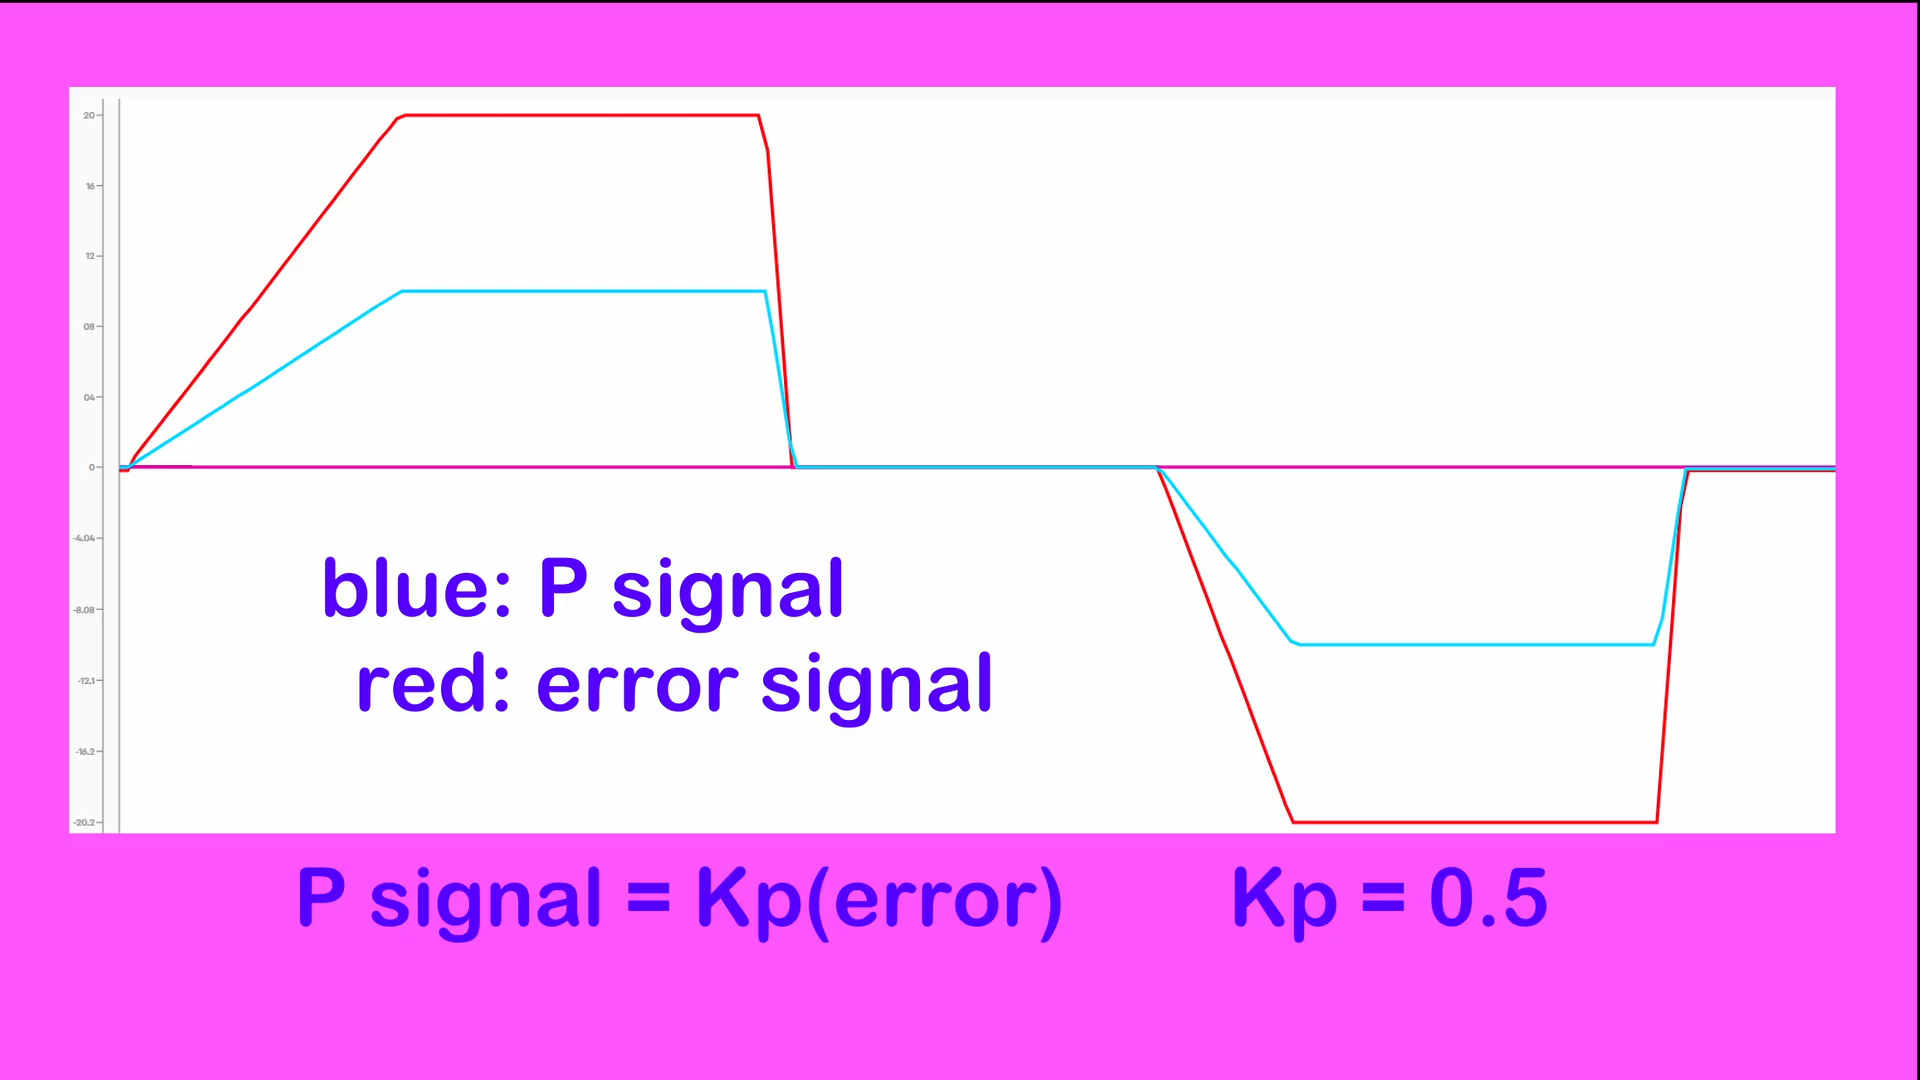 20
16
12
08
04
0
-4.04
-8.08
-12.1
-16.2
-20.2
blue: P signal
red: error signal
P signal = Kp(error)
Kp = 0.5